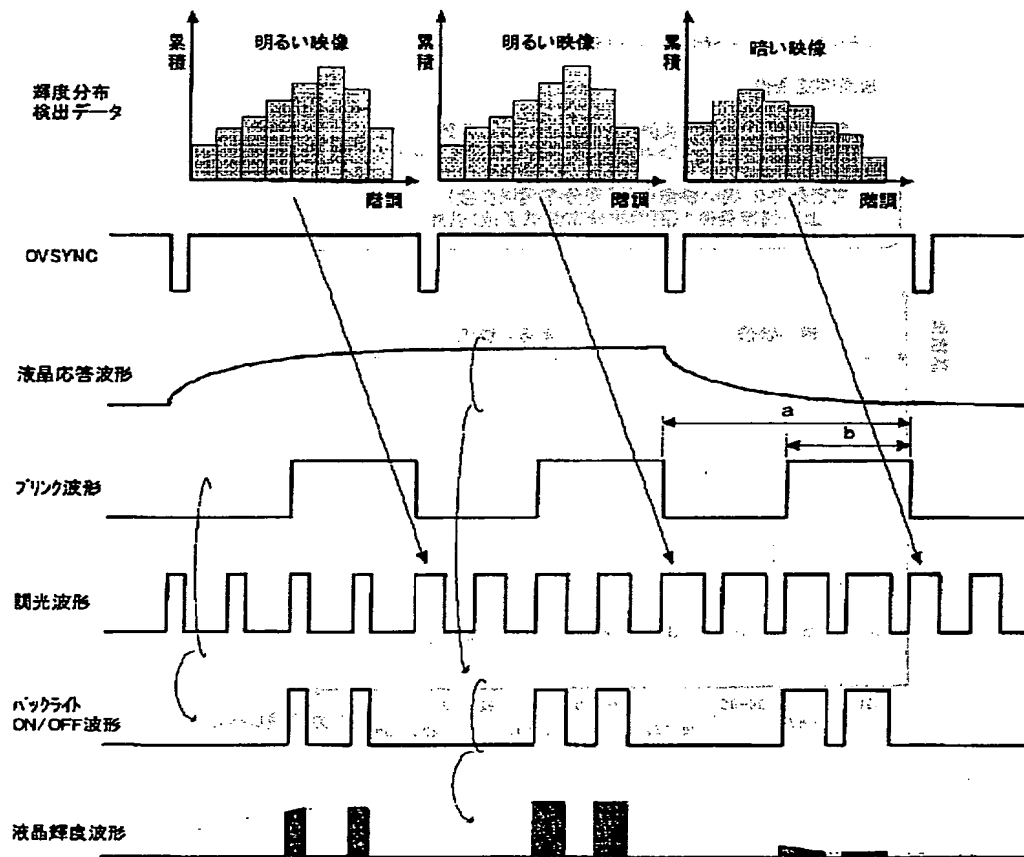 累積
明るい映像
累積
明るい映像
累積
暗い映像
輝度分布
検出データ
階調
階調
階調
OVSYNC
液晶応答波形
a
b
ブリンク波形
調光波形
バックライト
ON/OFF波形
液晶輝度波形